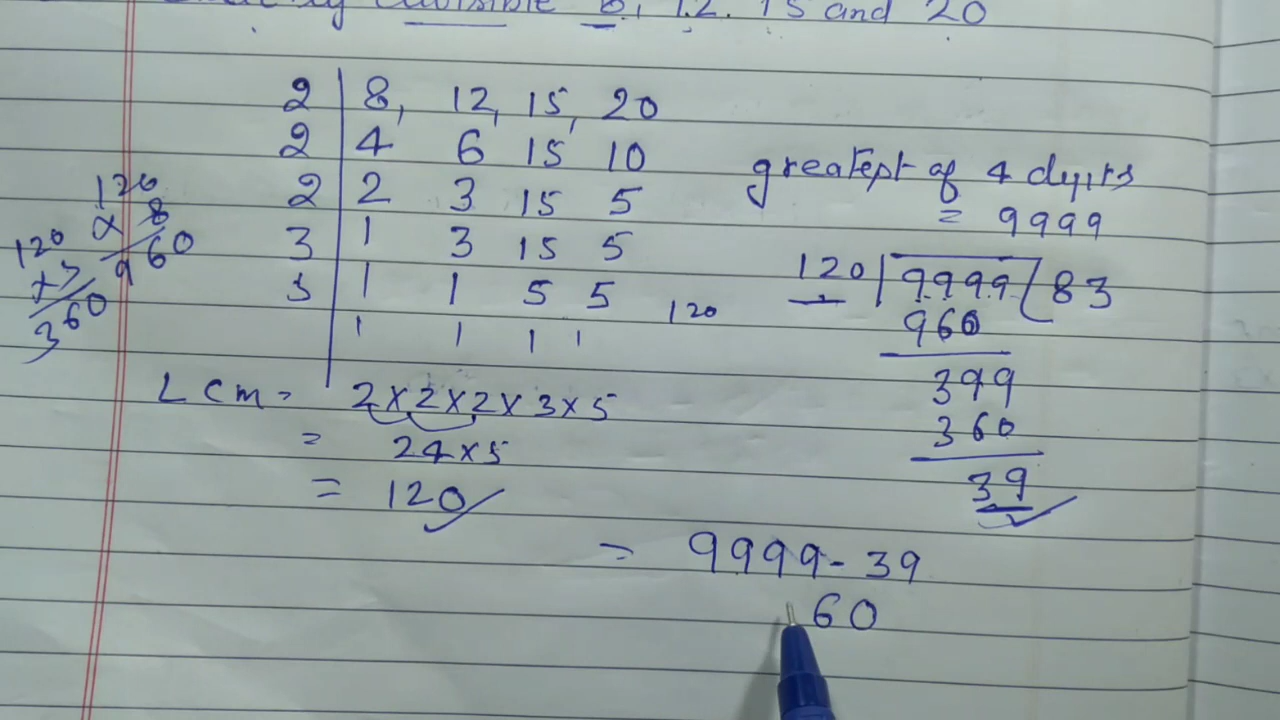 divisible 8, 12. 15 and 20
2 8, 12, 15, 20
2 4 6 15 10
2 2 3 15 5
3 1 3 15 5
5 1 1 5 5
1 1 1 1
120
120
x 8
960
120
x 3
360
LCM = 2x2x2x3x5
= 24x5
= 120
greatest of 4 dyits
= 9999
120 9999 83
960
399
360
39
= 9999-39
60